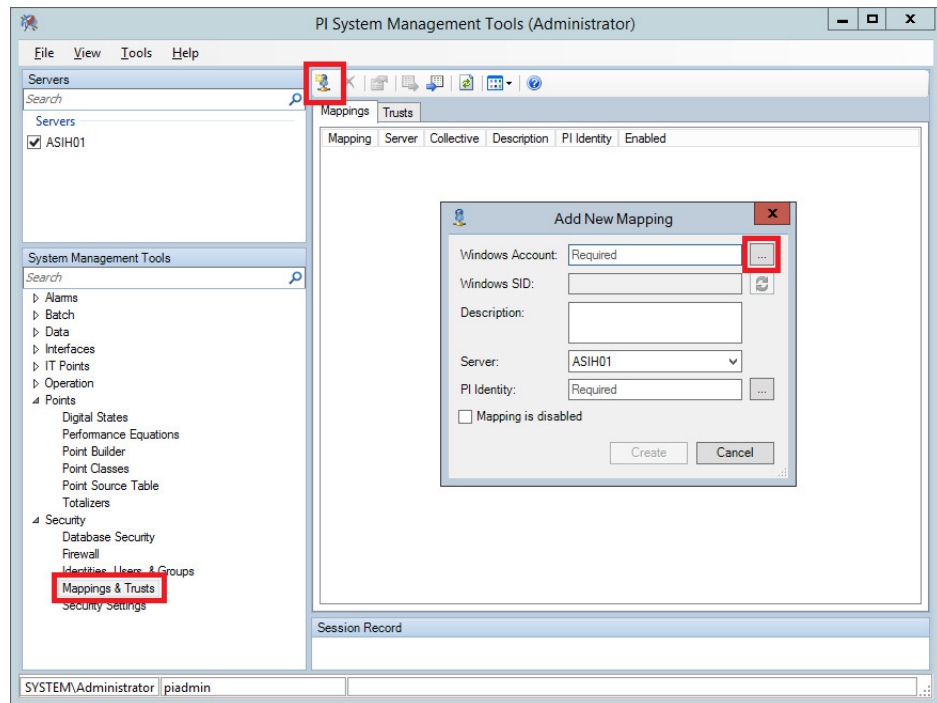 PI System Management Tools (Administrator)
File View Tools Help
Servers
Search
Servers
ASIH01
System Management Tools
Search
Alarms
Batch
Data
Interfaces
IT Points
Operation
Points
Digital States
Performance Equations
Point Builder
Point Classes
Point Source Table
Totalizers
Security
Database Security
Firewall
Identities, Users, & Groups
Mappings & Trusts
Security Settings
Mappings Trusts
Mapping Server Collective Description PI Identity Enabled
Add New Mapping
Windows Account: Required ...
Windows SID:
Description:
Server: ASIH01
PI Identity: Required ...
Mapping is disabled
Create Cancel
Session Record
SYSTEM\Administrator piadmin